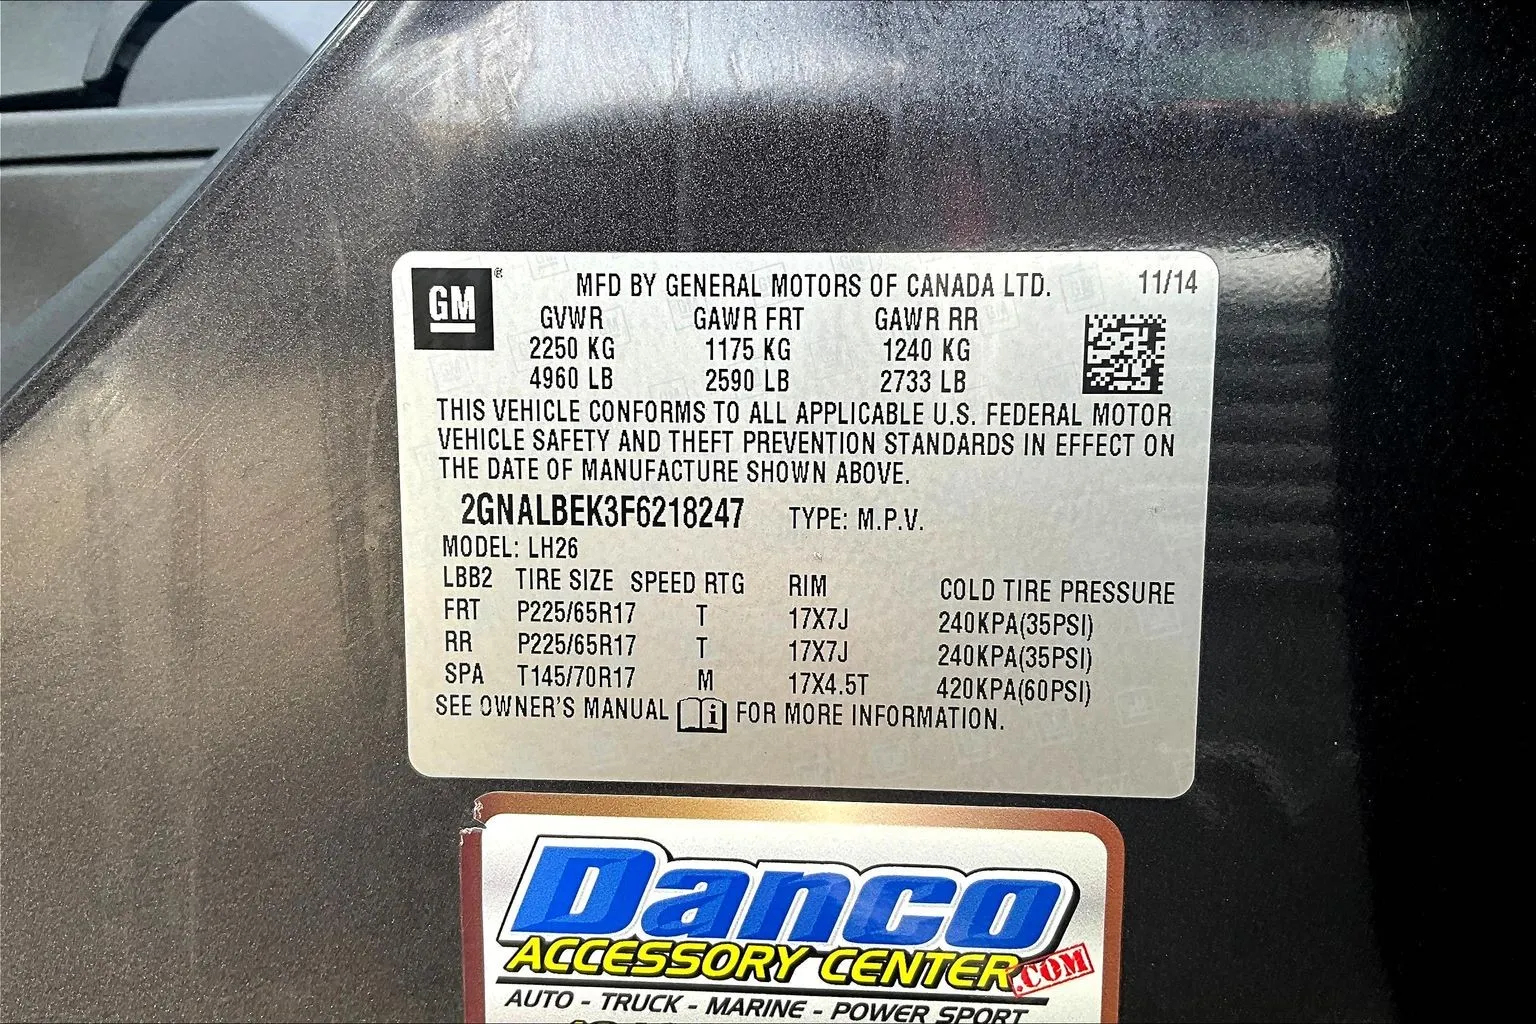 GM®
MFD BY GENERAL MOTORS OF CANADA LTD. 11/14
GVWR GAWR FRT GAWR RR
2250 KG 1175 KG 1240 KG
4960 LB 2590 LB 2733 LB
THIS VEHICLE CONFORMS TO ALL APPLICABLE U.S. FEDERAL MOTOR
VEHICLE SAFETY AND THEFT PREVENTION STANDARDS IN EFFECT ON
THE DATE OF MANUFACTURE SHOWN ABOVE.
2GNALBEK3F6218247 TYPE: M.P.V.
MODEL: LH26
LBB2 TIRE SIZE SPEED RTG RIM COLD TIRE PRESSURE
FRT P225/65R17 T 17X7J 240KPA(35PSI)
RR P225/65R17 T 17X7J 240KPA(35PSI)
SPA T145/70R17 M 17X4.5T 420KPA(60PSI)
SEE OWNER'S MANUAL i FOR MORE INFORMATION.
Danco
ACCESSORY CENTER.COM
AUTO - TRUCK - MARINE - POWER SPORT